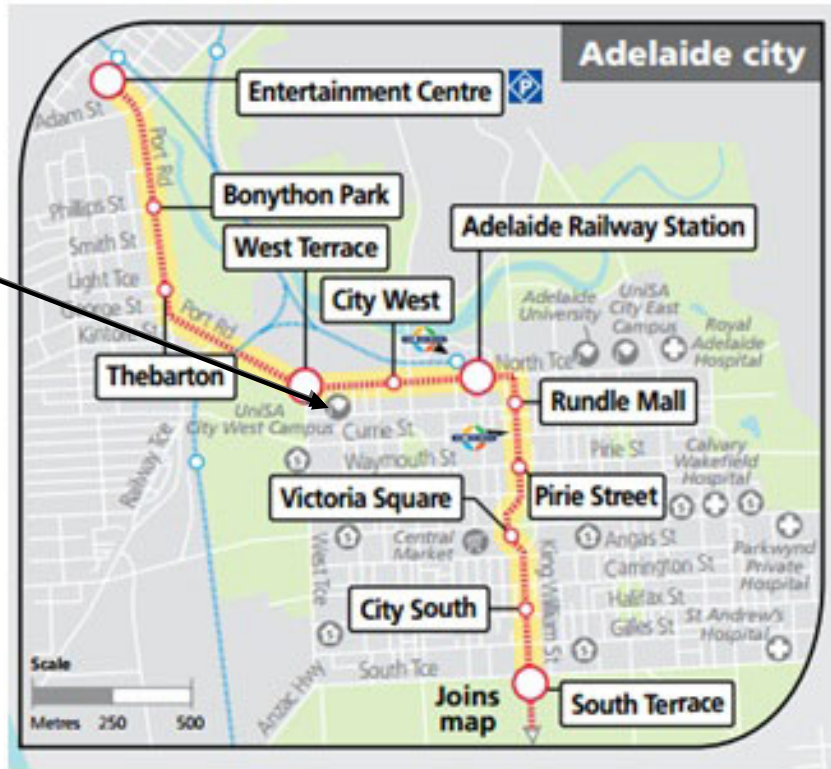 Adelaide city
Entertainment Centre
P
Adam St
Port Rd
Phillips St
Bonython Park
Smith St
West Terrace
Adelaide Railway Station
Light Tce
City West
George St
Port Rd
Kintore St
Adelaide
University
UniSA
City East
Campus
Royal
Adelaide
Hospital
North Tce
Thebarton
Rundle Mall
UniSA
City West Campus
Currie St
Waymouth St
Pirie St
Calvary
Wakefield
Hospital
Railway Tce
Victoria Square
Pirie Street
Central
Market
West Tce
King William St
Angas St
Carrington St
Parkwynd
Private
Hospital
City South
Halifax St
Gilles St
St Andrew's
Hospital
South Tce
Anzac Hwy
Scale
Metres 250 500
Joins
map
South Terrace